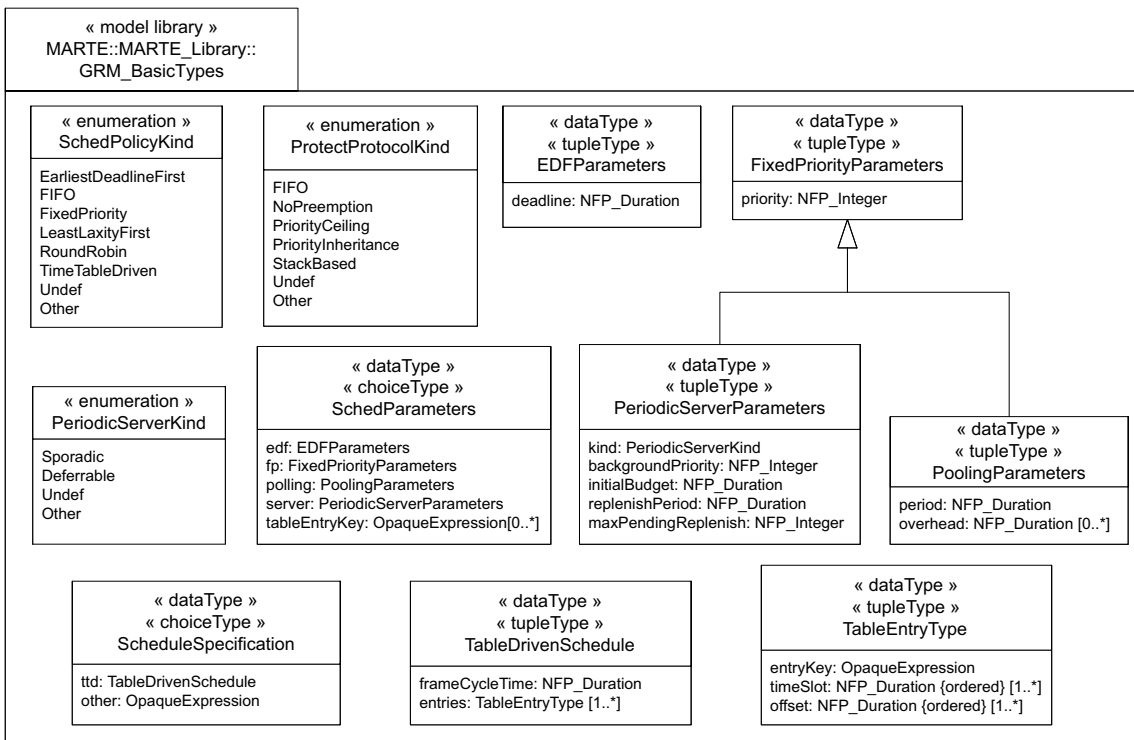 « model library »
MARTE::MARTE_Library::
GRM_BasicTypes
« enumeration »
SchedPolicyKind
EarliestDeadlineFirst
FIFO
FixedPriority
LeastLaxityFirst
RoundRobin
TimeTableDriven
Undef
Other
« enumeration »
ProtectProtocolKind
FIFO
NoPreemption
PriorityCeiling
PriorityInheritance
StackBased
Undef
Other
« dataType »
« tupleType »
EDFParameters
deadline: NFP_Duration
« dataType »
« tupleType »
FixedPriorityParameters
priority: NFP_Integer
« enumeration »
PeriodicServerKind
Sporadic
Deferrable
Undef
Other
« dataType »
« choiceType »
SchedParameters
edf: EDFParameters
fp: FixedPriorityParameters
polling: PoolingParameters
server: PeriodicServerParameters
tableEntryKey: OpaqueExpression[0..*]
« dataType »
« tupleType »
PeriodicServerParameters
kind: PeriodicServerKind
backgroundPriority: NFP_Integer
initialBudget: NFP_Duration
replenishPeriod: NFP_Duration
maxPendingReplenish: NFP_Integer
« dataType »
« tupleType »
PoolingParameters
period: NFP_Duration
overhead: NFP_Duration [0..*]
« dataType »
« choiceType »
ScheduleSpecification
ttd: TableDrivenSchedule
other: OpaqueExpression
« dataType »
« tupleType »
TableDrivenSchedule
frameCycleTime: NFP_Duration
entries: TableEntryType [1..*]
« dataType »
« tupleType »
TableEntryType
entryKey: OpaqueExpression
timeSlot: NFP_Duration {ordered} [1..*]
offset: NFP_Duration {ordered} [1..*]